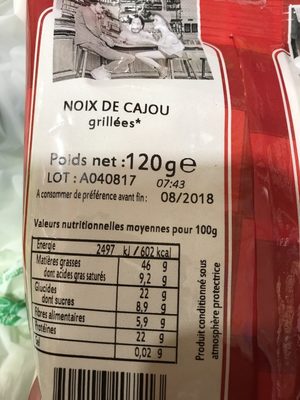 NOIX DE CAJOU
grillées*
Poids net :120g e
LOT : A040817 07:43
A consommer de préférence avant fin : 08/2018
Valeurs nutritionnelles moyennes pour 100g
Energie 2497 kJ / 602 kcal
Matières grasses 46 g
dont acides gras saturés 9,2 g
Glucides 22 g
dont sucres 8,9 g
Fibres alimentaires 5,9 g
Protéines 22 g
Sel 0,02 g
Produit conditionné sous
atmosphère protectrice